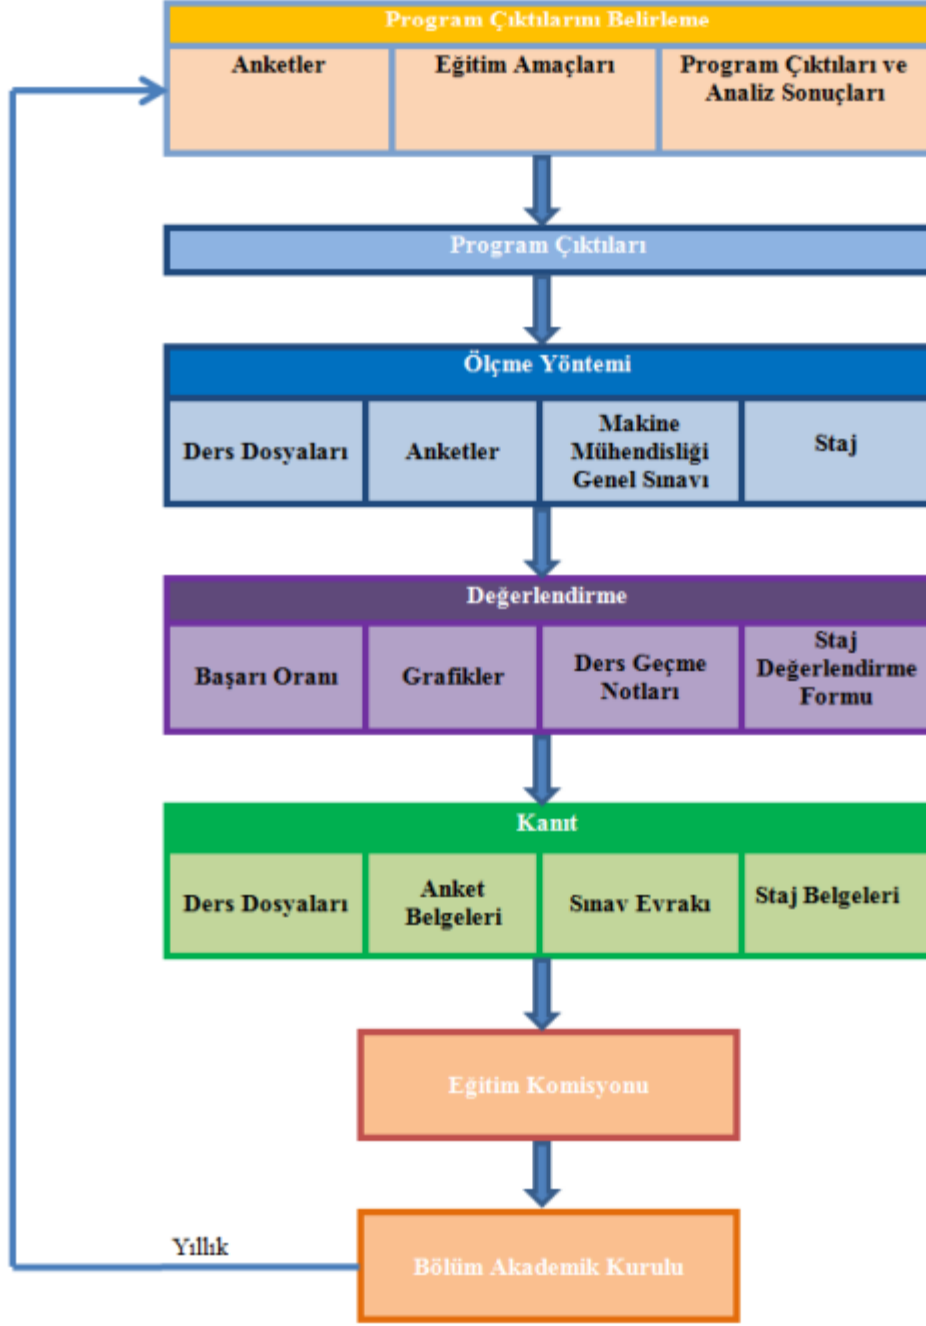 Program Çıktılarını Belirleme
Anketler
Eğitim Amaçları
Program Çıktıları ve
Analiz Sonuçları
Program Çıktıları
Ölçme Yöntemi
Ders Dosyaları
Anketler
Makine
Mühendisliği
Genel Sınavı
Staj
Değerlendirme
Başarı Oranı
Grafikler
Ders Geçme
Notları
Staj
Değerlendirme
Formu
Kanıt
Ders Dosyaları
Anket
Belgeleri
Sınav Evrakı
Staj Belgeleri
Eğitim Komisyonu
Yıllık
Bölüm Akademik Kurulu